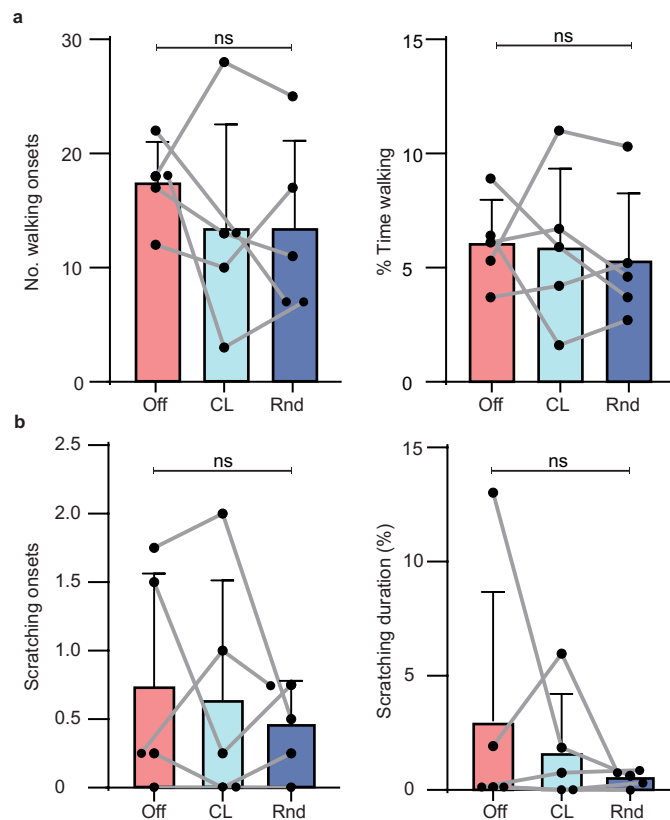 a
ns
ns
30
20
10
0
No. walking onsets
Off CL Rnd
15
10
5
0
% Time walking
Off CL Rnd
b
ns
ns
2.5
2.0
1.5
1.0
0.5
0
Scratching onsets
Off CL Rnd
15
10
5
0
Scratching duration (%)
Off CL Rnd